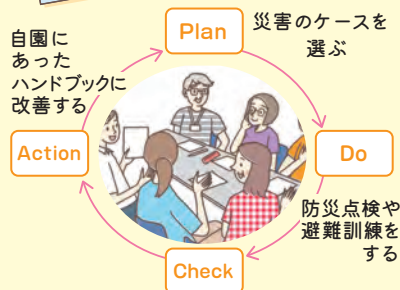 Plan
災害のケースを
選ぶ
Do
防災点検や
避難訓練を
する
Check
Action
自園に
あった
ハンドブックに
改善する